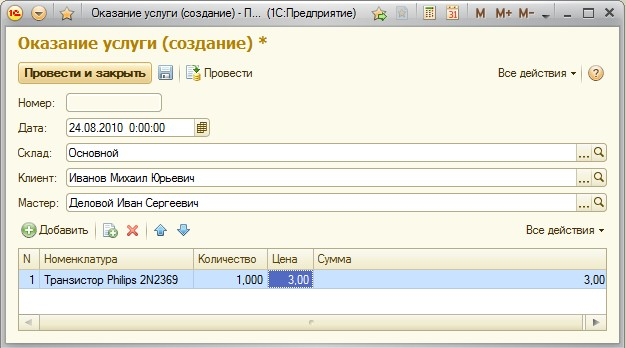 Оказание услуги (создание) - П... (1С:Предприятие)
M M+ M-
Оказание услуги (создание) *
Провести и закрыть Провести Все действия
Номер:
Дата: 24.08.2010 0:00:00
Склад: Основной
Клиент: Иванов Михаил Юрьевич
Мастер: Деловой Иван Сергеевич
Добавить Все действия
N Номенклатура Количество Цена Сумма
1 Транзистор Philips 2N2369 1,000 3,00 3,00